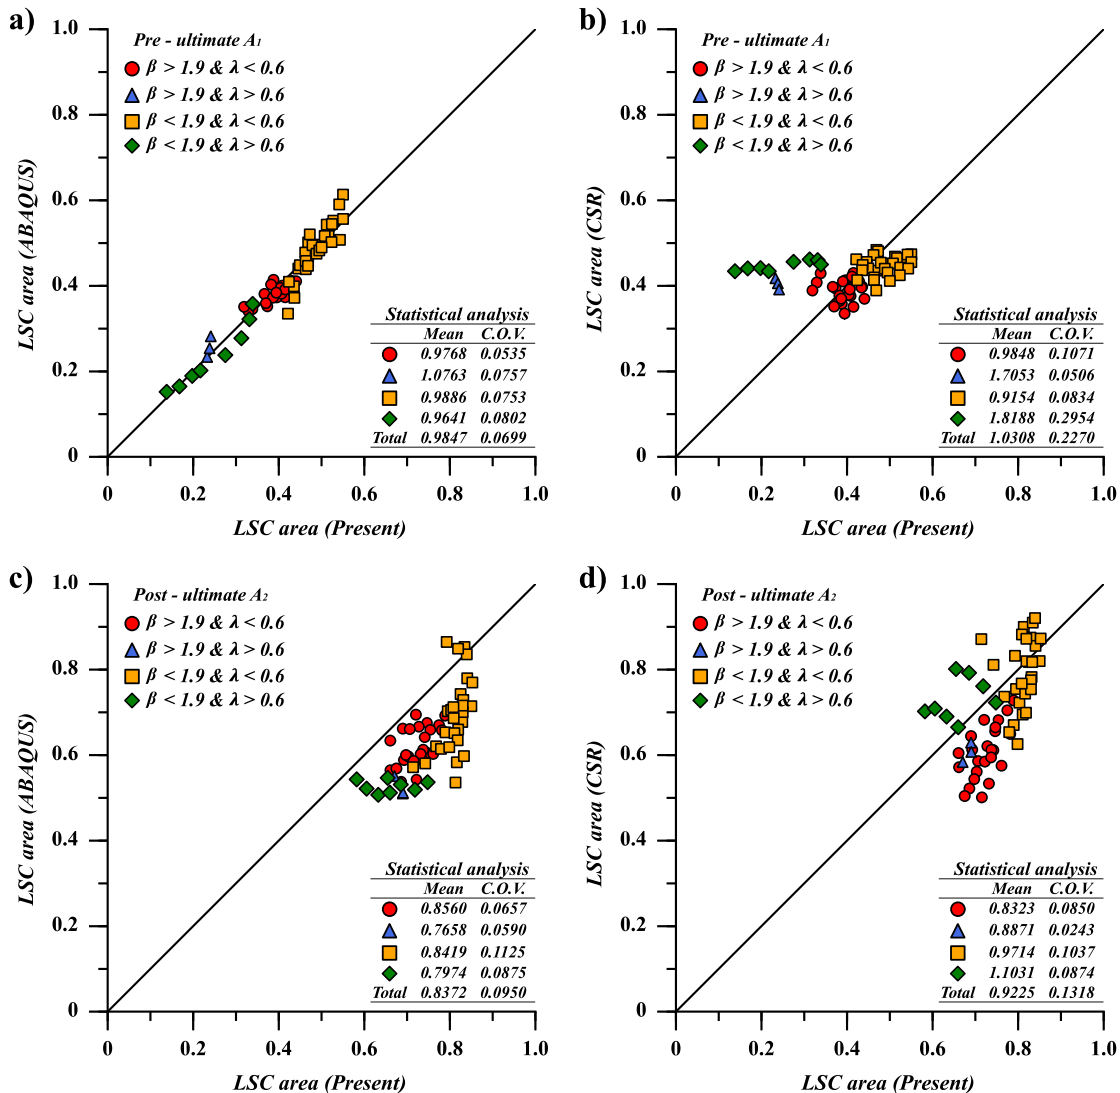 a)
Pre - ultimate A1
β > 1.9 & λ < 0.6
β > 1.9 & λ > 0.6
β < 1.9 & λ < 0.6
β < 1.9 & λ > 0.6
1.0
0.8
0.6
0.4
0.2
0
LSC area (ABAQUS)
Statistical analysis
Mean C.O.V.
0.9768 0.0535
1.0763 0.0757
0.9886 0.0753
0.9641 0.0802
Total 0.9847 0.0699
0 0.2 0.4 0.6 0.8 1.0
LSC area (Present)
b)
Pre - ultimate A1
β > 1.9 & λ < 0.6
β > 1.9 & λ > 0.6
β < 1.9 & λ < 0.6
β < 1.9 & λ > 0.6
1.0
0.8
0.6
0.4
0.2
0
LSC area (CSR)
Statistical analysis
Mean C.O.V.
0.9848 0.1071
1.7053 0.0506
0.9154 0.0834
1.8188 0.2954
Total 1.0308 0.2270
0 0.2 0.4 0.6 0.8 1.0
LSC area (Present)
c)
Post - ultimate A2
β > 1.9 & λ < 0.6
β > 1.9 & λ > 0.6
β < 1.9 & λ < 0.6
β < 1.9 & λ > 0.6
1.0
0.8
0.6
0.4
0.2
0
LSC area (ABAQUS)
Statistical analysis
Mean C.O.V.
0.8560 0.0657
0.7658 0.0590
0.8419 0.1125
0.7974 0.0875
Total 0.8372 0.0950
0 0.2 0.4 0.6 0.8 1.0
LSC area (Present)
d)
Post - ultimate A2
β > 1.9 & λ < 0.6
β > 1.9 & λ > 0.6
β < 1.9 & λ < 0.6
β < 1.9 & λ > 0.6
1.0
0.8
0.6
0.4
0.2
0
LSC area (CSR)
Statistical analysis
Mean C.O.V.
0.8323 0.0850
0.8871 0.0243
0.9714 0.1037
1.1031 0.0874
Total 0.9225 0.1318
0 0.2 0.4 0.6 0.8 1.0
LSC area (Present)